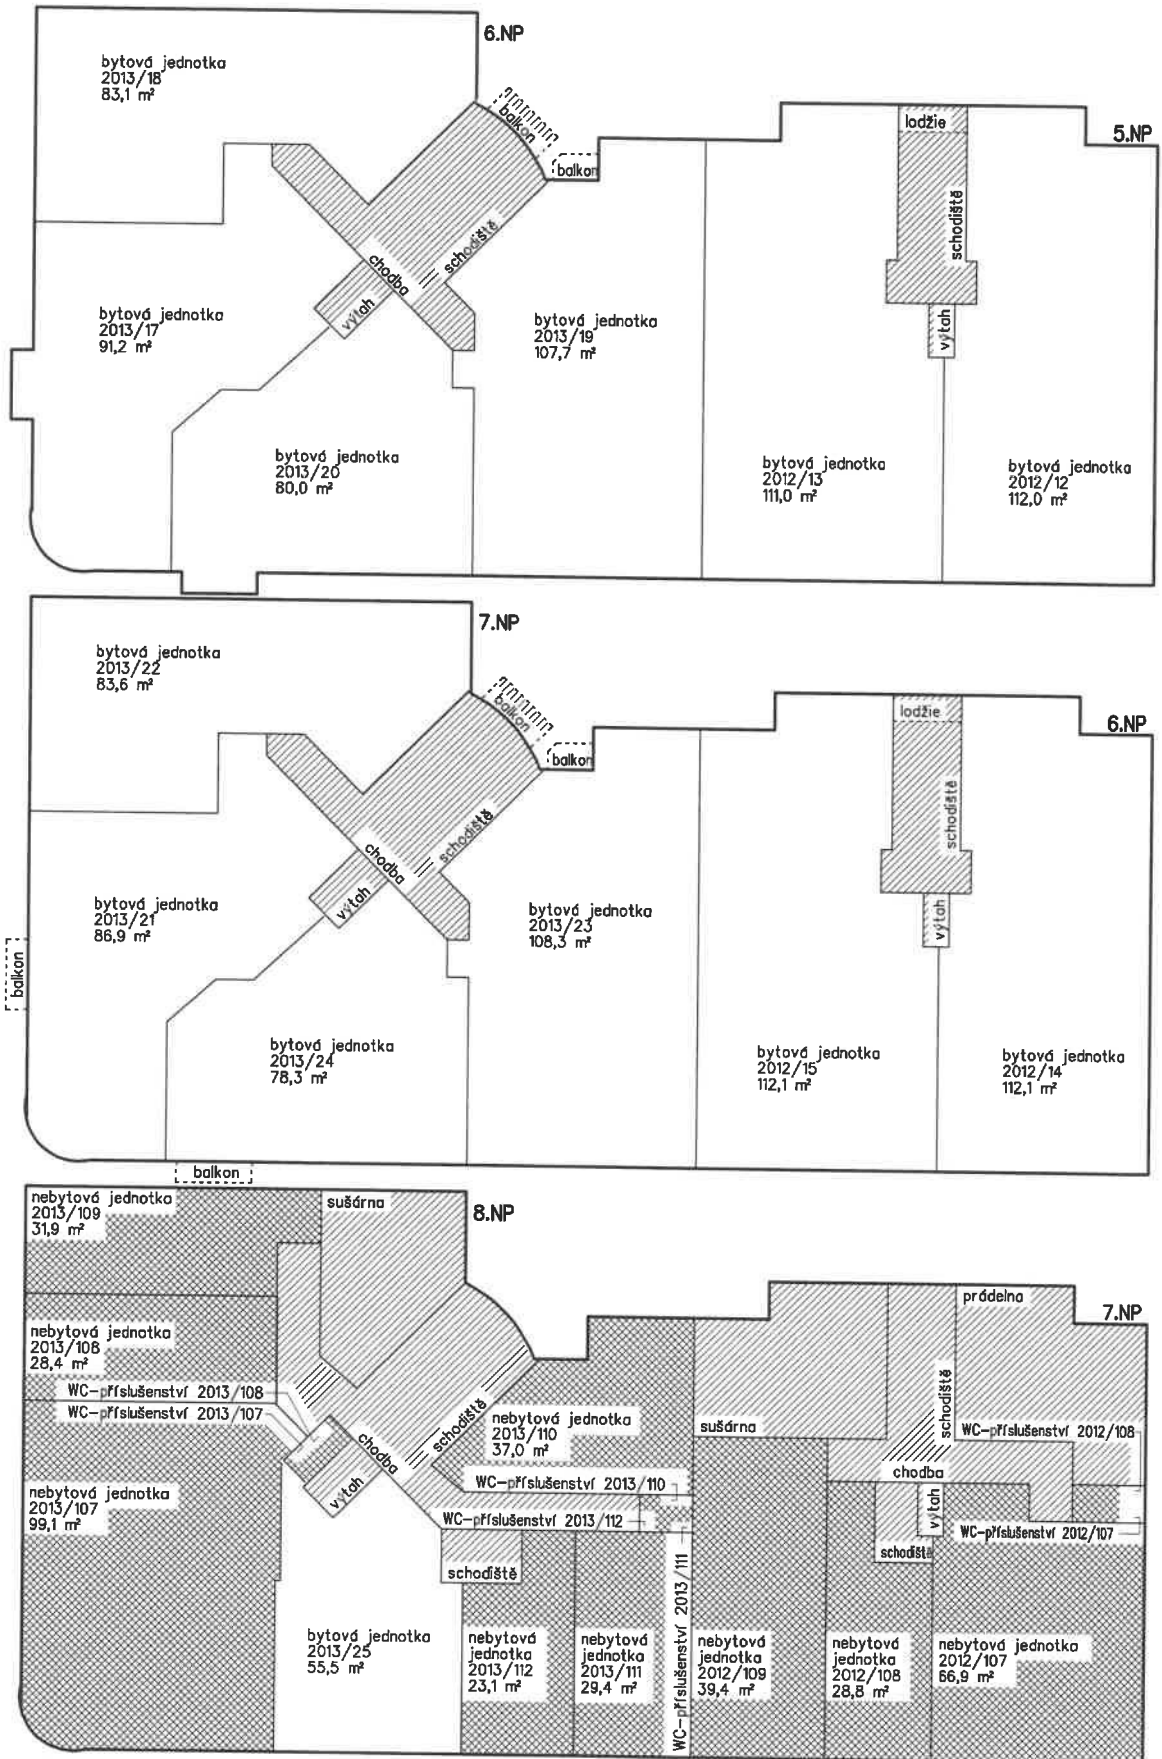 6.NP
bytová jednotka
2013/18
83,1 m²
balkon
balkon
lodžie
5.NP
schodiště
schodiště
chodba
výtah
výtah
bytová jednotka
2013/17
91,2 m²
bytová jednotka
2013/19
107,7 m²
bytová jednotka
2013/20
80,0 m²
bytová jednotka
2012/13
111,0 m²
bytová jednotka
2012/12
112,0 m²
7.NP
bytová jednotka
2013/22
83,6 m²
balkon
balkon
lodžie
6.NP
schodiště
schodiště
chodba
výtah
výtah
bytová jednotka
2013/21
86,9 m²
bytová jednotka
2013/23
108,3 m²
balkon
bytová jednotka
2013/24
78,3 m²
bytová jednotka
2012/15
112,1 m²
bytová jednotka
2012/14
112,1 m²
balkon
nebytová jednotka
2013/109
31,9 m²
sušárna
8.NP
prádelna
7.NP
nebytová jednotka
2013/108
28,4 m²
WC-příslušenství 2013/108
WC-příslušenství 2013/107
schodiště
chodba
výtah
nebytová jednotka
2013/110
37,0 m²
sušárna
schodiště
WC-příslušenství 2012/108
chodba
WC-příslušenství 2013/110
nebytová jednotka
2013/107
99,1 m²
WC-příslušenství 2013/112
výtah
WC-příslušenství 2012/107
schodiště
schodiště
WC-příslušenství 2013/111
bytová jednotka
2013/25
55,5 m²
nebytová
jednotka
2013/112
23,1 m²
nebytová
jednotka
2013/111
29,4 m²
nebytová
jednotka
2012/109
39,4 m²
nebytová
jednotka
2012/108
28,8 m²
nebytová jednotka
2012/107
66,9 m²